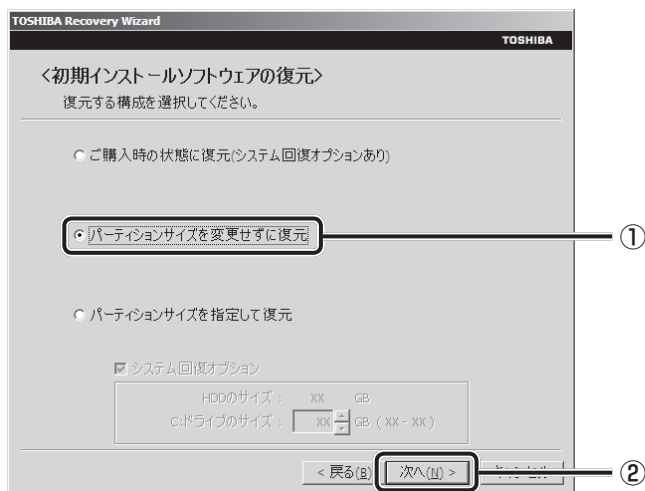 TOSHIBA Recovery Wizard
TOSHIBA
<初期インストールソフトウェアの復元>
復元する構成を選択してください。
ご購入時の状態に復元(システム回復オプションあり)
パーティションサイズを変更せずに復元
①
パーティションサイズを指定して復元
システム回復オプション
HDDのサイズ： XX GB
C:ドライブのサイズ： XX GB ( XX - XX )
< 戻る(B) 次へ(N) >
②